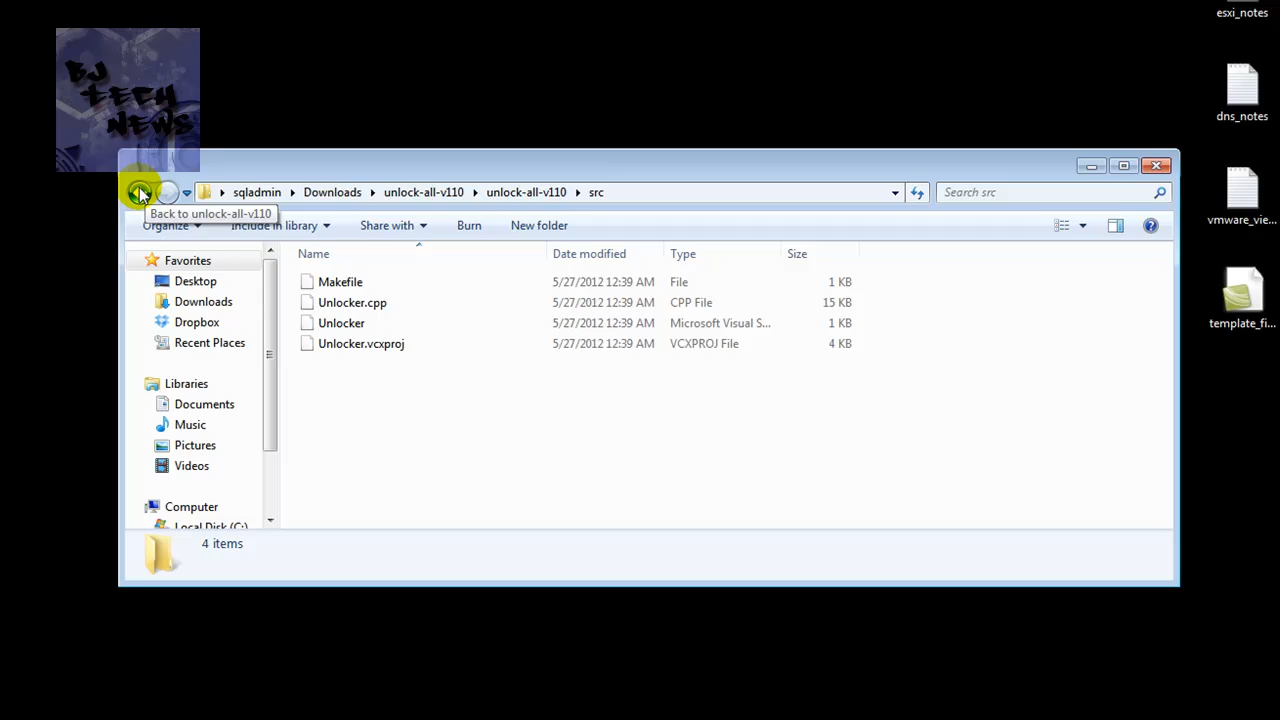 esxi_notes
BJ
TECH
NEWS
dns_notes
sqladmin Downloads unlock-all-v110 unlock-all-v110 src
Search src
Back to unlock-all-v110
Organize Include in library Share with Burn New folder
vmware_vie...
Name Date modified Type Size
Favorites
Desktop
Downloads
Dropbox
Recent Places
Makefile 5/27/2012 12:39 AM File 1 KB
Unlocker.cpp 5/27/2012 12:39 AM CPP File 15 KB
Unlocker 5/27/2012 12:39 AM Microsoft Visual S... 1 KB
Unlocker.vcxproj 5/27/2012 12:39 AM VCXPROJ File 4 KB
template_fi...
Libraries
Documents
Music
Pictures
Videos
Computer
Local Disk (C:)
4 items